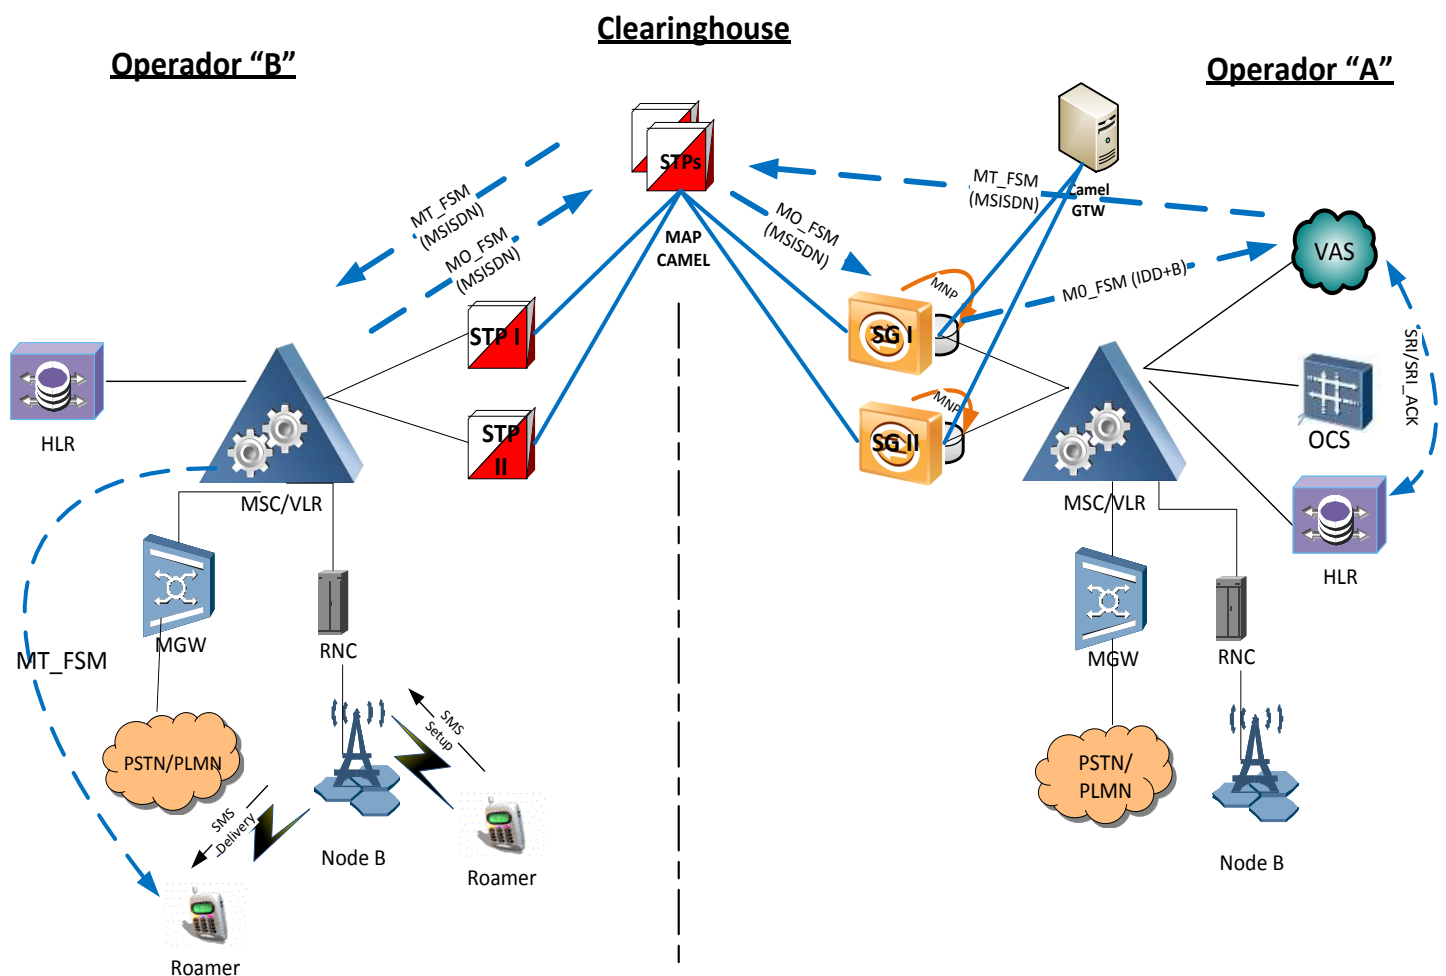 Clearinghouse
Operador “B”
Operador “A”
STPs
MT_FSM
(MSISDN)
MO_FSM
(MSISDN)
MAP
CAMEL
MO_FSM
(MSISDN)
MT_FSM
(MSISDN)
Camel
GTW
VAS
MNP
M0_FSM (IDD+B)
SG I
STP I
SRI/SRI_ACK
HLR
STP
II
MNP
SG II
OCS
MSC/VLR
MSC/VLR
HLR
MGW
RNC
MT_FSM
MGW
RNC
SMS
Setup
PSTN/PLMN
PSTN/
PLMN
SMS
Delivery
Node B
Roamer
Node B
Roamer